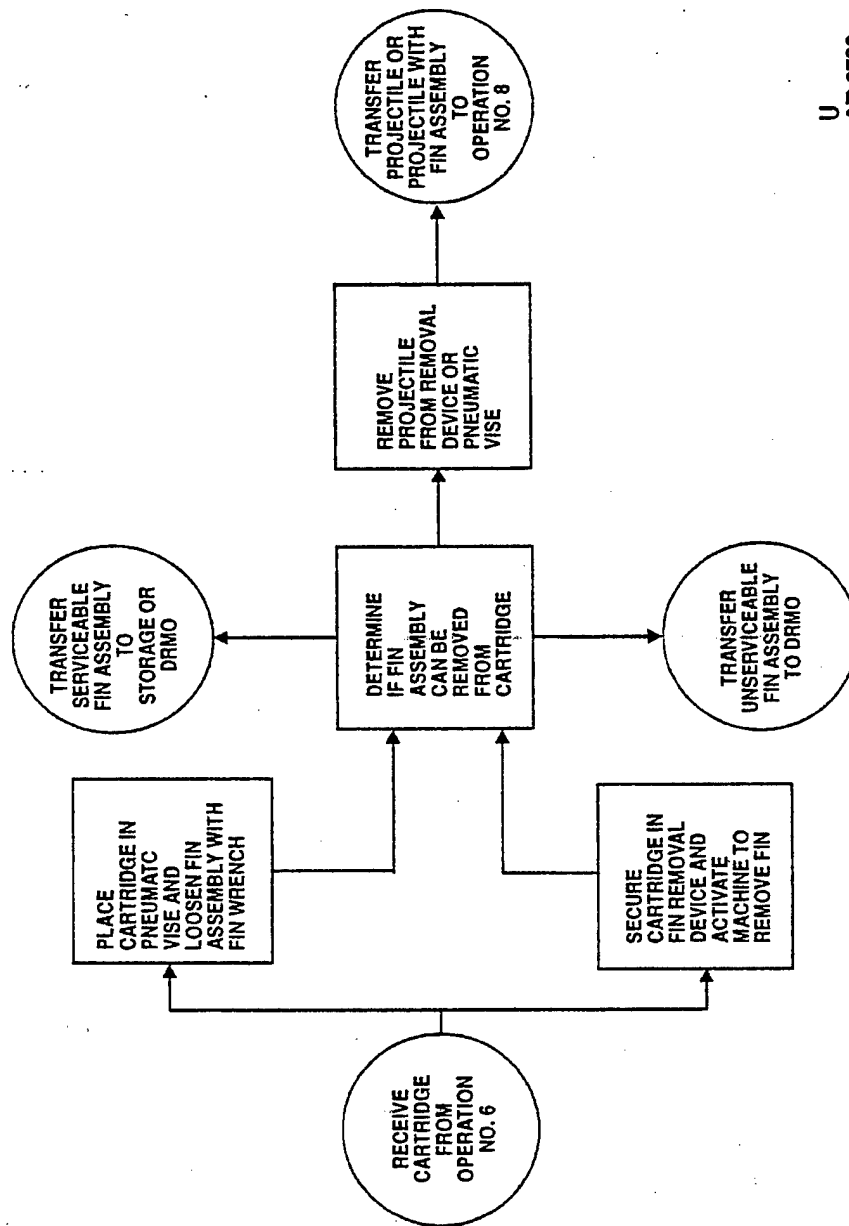 RECEIVE
CARTRIDGE
FROM
OPERATION
NO. 6
PLACE
CARTRIDGE IN
PNEUMATC
VISE AND
LOOSEN FIN
ASSEMBLY WITH
FIN WRENCH
SECURE
CARTRIDGE IN
FIN REMOVAL
DEVICE AND
ACTIVATE
MACHINE TO
REMOVE FIN
TRANSFER
SERVICEABLE
FIN ASSEMBLY
TO
STORAGE OR
DRMO
DETERMINE
IF FIN
ASSEMBLY
CAN BE
REMOVED
FROM
CARTRIDGE
TRANSFER
UNSERVICEABLE
FIN ASSEMBLY
TO DRMO
REMOVE
PROJECTILE
FROM REMOVAL
DEVICE OR
PNEUMATIC
VISE
TRANSFER
PROJECTILE OR
PROJECTILE WITH
FIN ASSEMBLY
TO
OPERATION
NO. 8
U